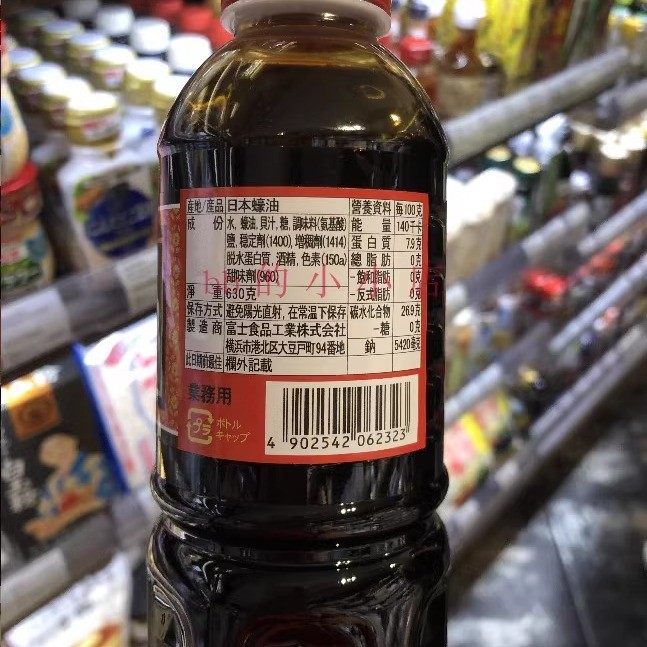 產地/產品 日本蠔油 營養資料 每100克
成份 水, 蠔油, 貝汁, 糖, 調味料(氨基酸) 能量 140千卡
鹽, 穩定劑(1400), 增稠劑(1414) 蛋白質 7.9克
脫水蛋白質, 酒精, 色素(150a) 總脂肪 0克
甜味劑(960) -飽和脂肪 0克
淨重 630克 -反式脂肪 0克
保存方式 避免陽光直射, 在常溫下保存 碳水化合物 26.9克
製造商 富士食品工業株式会社 -糖 0克
横浜市港北区大豆戸町94番地 鈉 5420毫克
此日期前最佳 欄外記載
業務用
プラ ボトル
キャップ
4 902542 062323
的小小